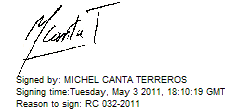 MCanta T
Signed by: MICHEL CANTA TERREROS
Signing time:Tuesday, May 3 2011, 18:10:19 GMT
Reason to sign: RC 032-2011